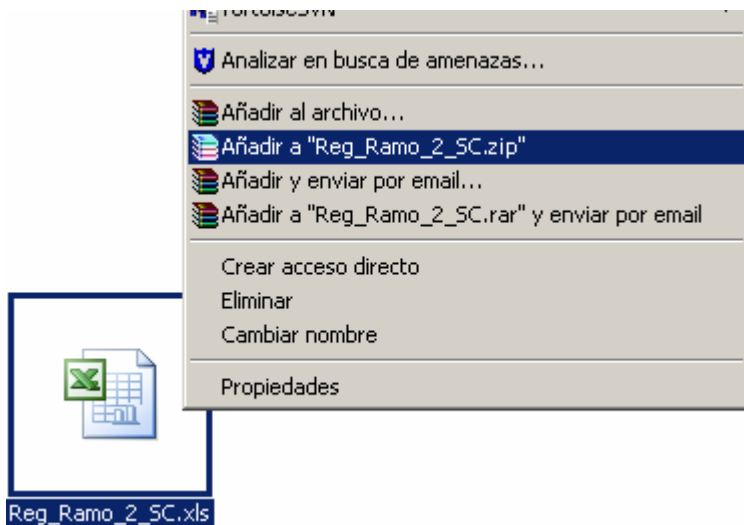 TortoiseSVN
Analizar en busca de amenazas...
Añadir al archivo...
Añadir a "Reg_Ramo_2_SC.zip"
Añadir y enviar por email...
Añadir a "Reg_Ramo_2_SC.rar" y enviar por email
Crear acceso directo
Eliminar
Cambiar nombre
Propiedades
Reg_Ramo_2_SC.xls